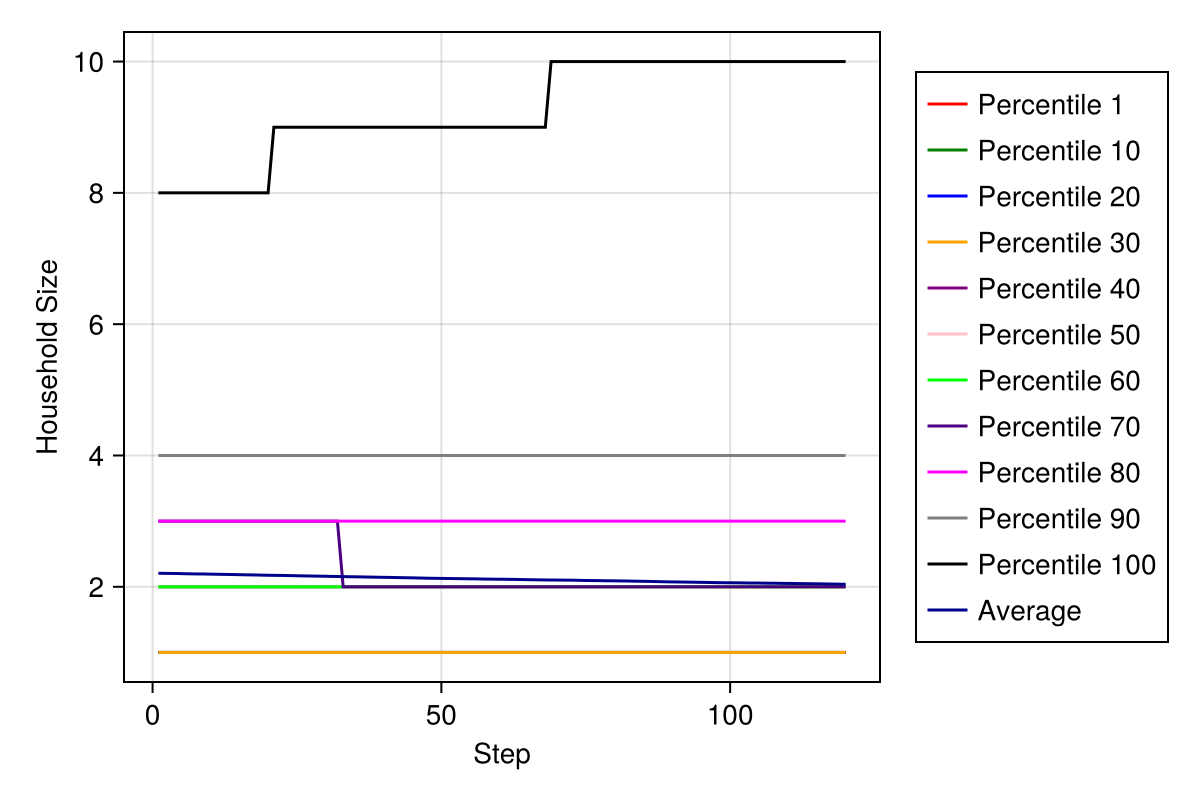 10
8
6
4
2
Household Size
0 50 100
Step
Percentile 1
Percentile 10
Percentile 20
Percentile 30
Percentile 40
Percentile 50
Percentile 60
Percentile 70
Percentile 80
Percentile 90
Percentile 100
Average